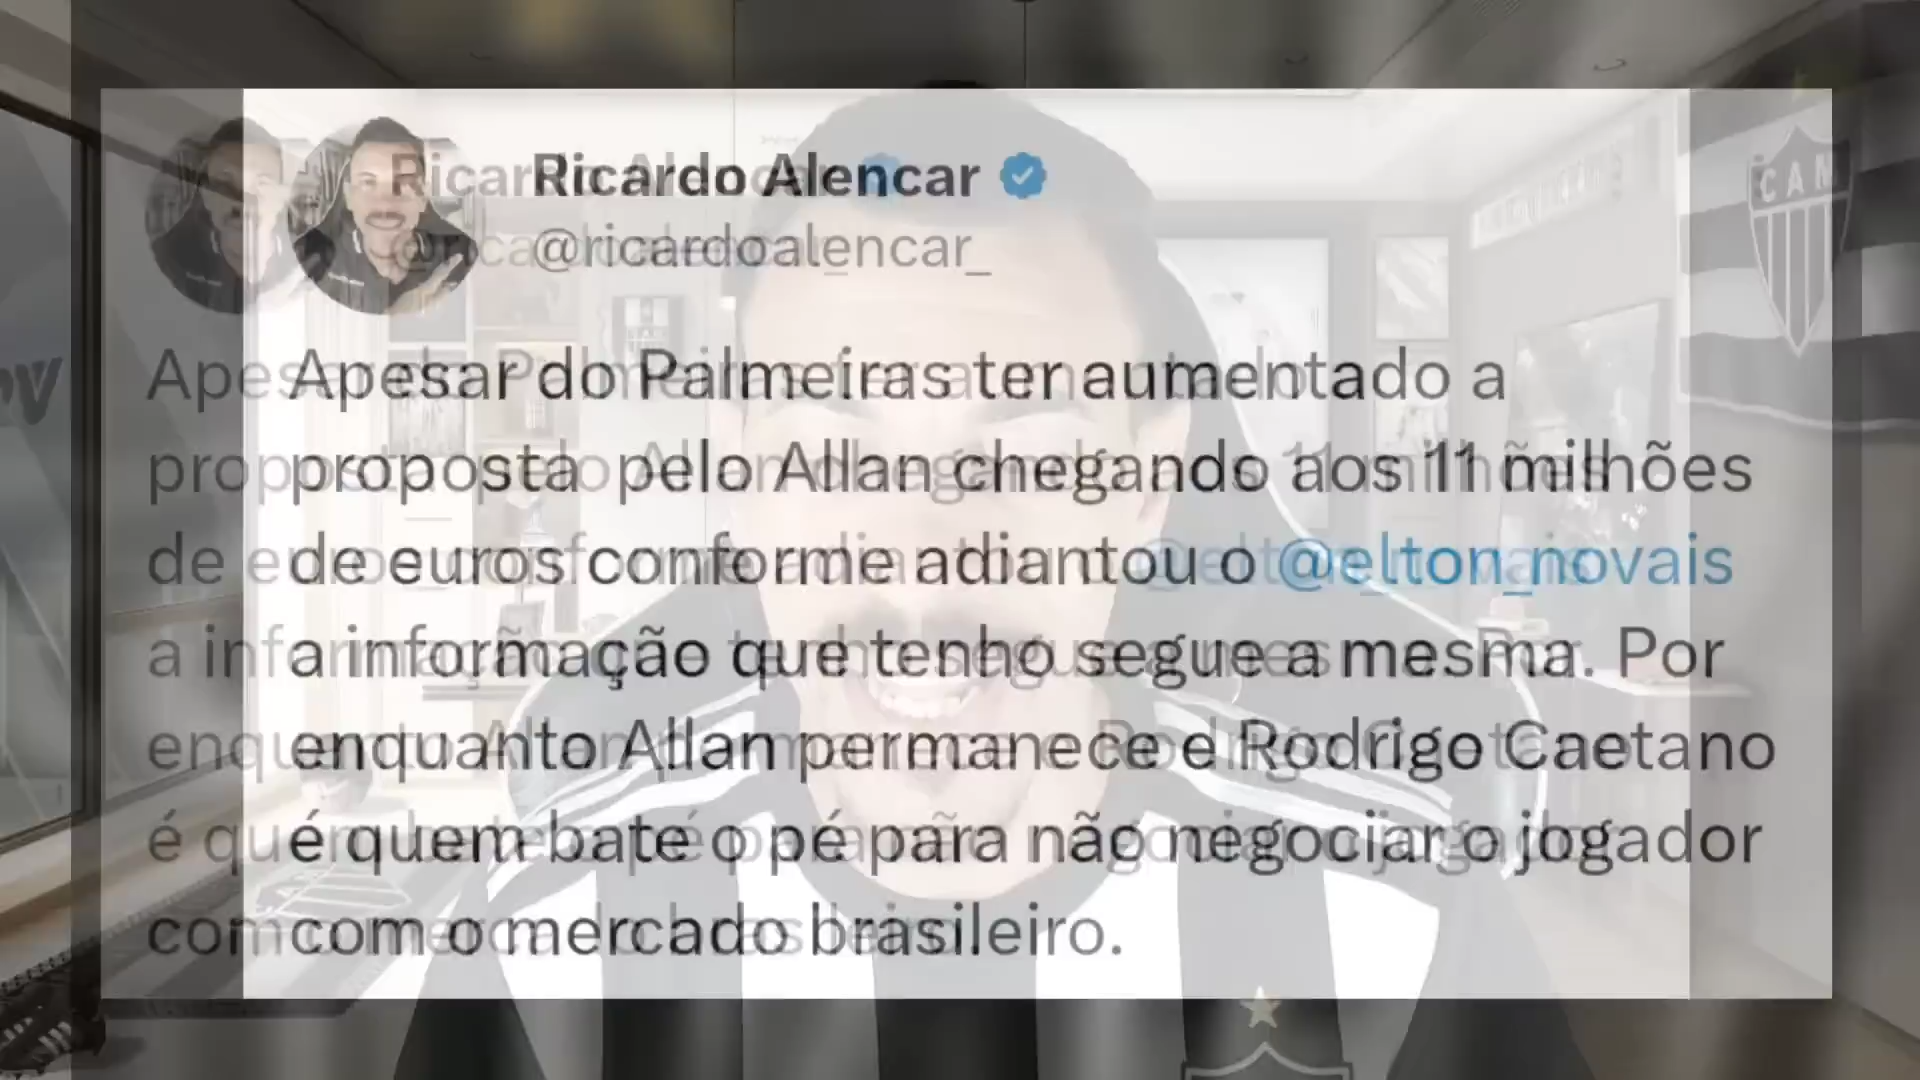 Ricardo Alencar
@ricardoalencar_
Apesar do Palmeiras ter aumentado a
proposta pelo Allan chegando aos 11 milhões
de euros conforme adiantou o @elton_novais
a informação que tenho segue a mesma. Por
enquanto Allan permanece e Rodrigo Caetano
é quem bate o pé para não negociar o jogador
com o mercado brasileiro.
CAM